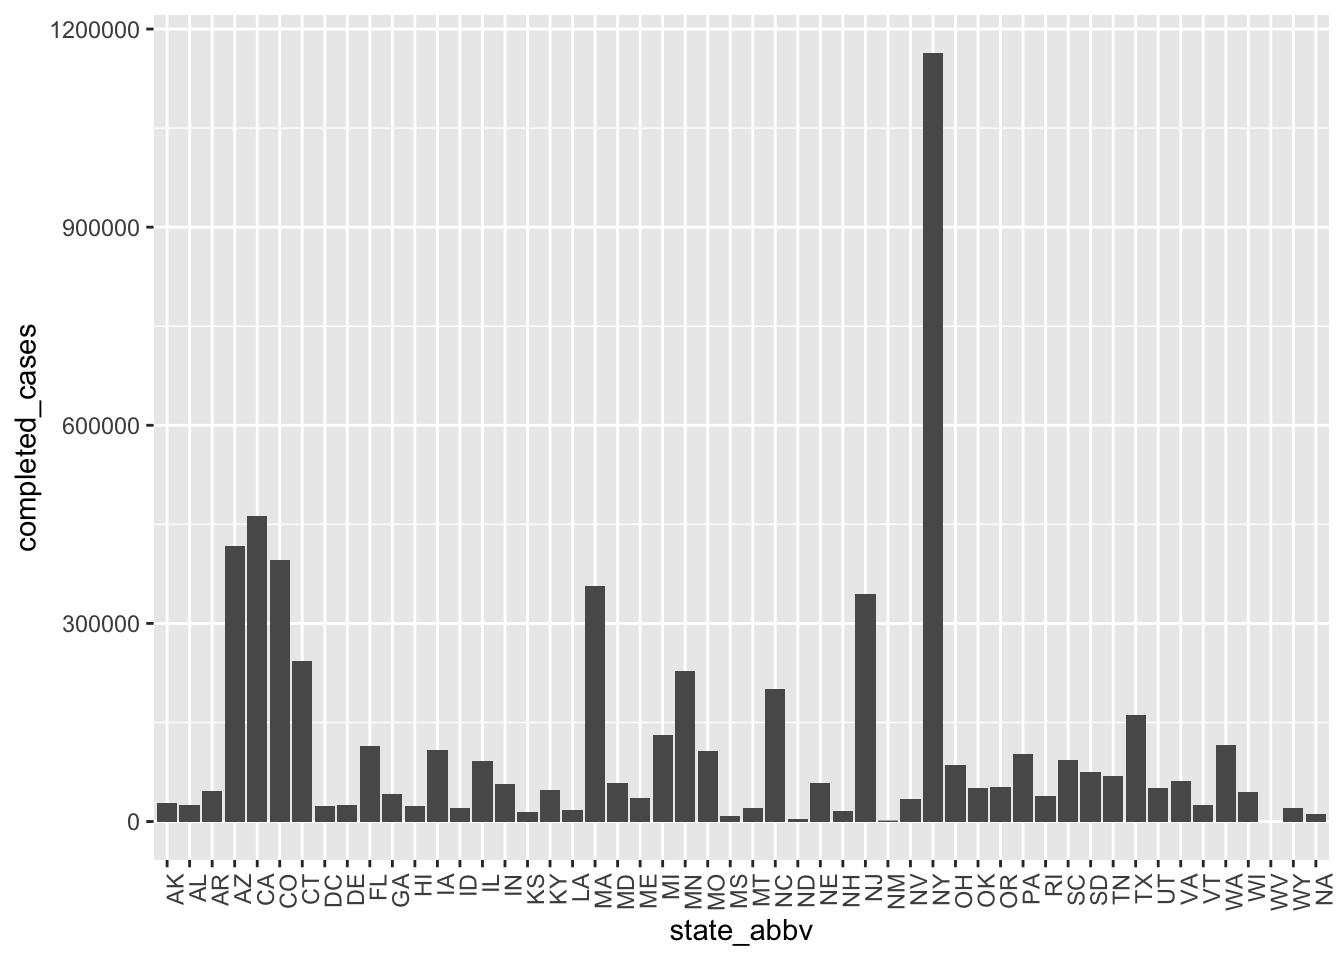 1200000
900000
600000
300000
0
completed_cases
AK AL AR AZ CA CO CT DC DE FL GA HI IA ID IL IN KS KY LA MA MD ME MI MN MO MS MT NC ND NE NH NJ NM NV NY OH OK OR PA RI SC SD TN TX UT VA VT WA WI WV WY NA
state_abbv